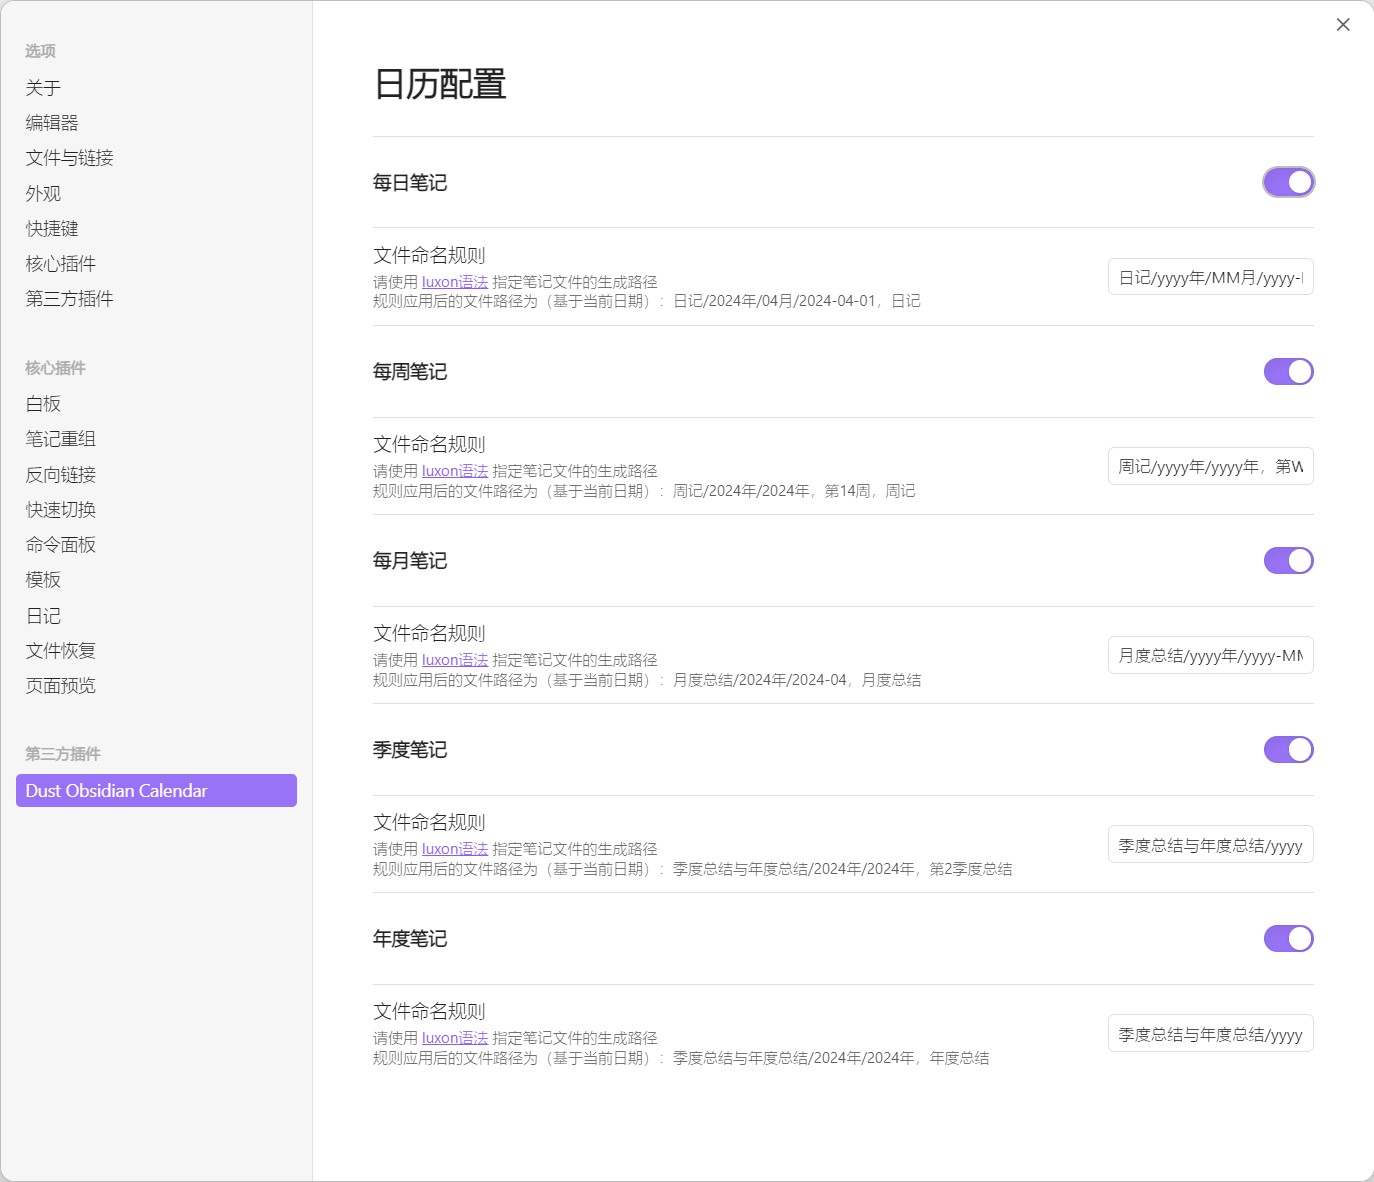 选项
关于
编辑器
文件与链接
外观
快捷键
核心插件
第三方插件
核心插件
白板
笔记重组
反向链接
快速切换
命令面板
模板
日记
文件恢复
页面预览
第三方插件
Dust Obsidian Calendar
日历配置
每日笔记
文件命名规则
请使用 luxon语法 指定笔记文件的生成路径
规则应用后的文件路径为（基于当前日期）：日记/2024年/04月/2024-04-01，日记
日记/yyyy年/MM月/yyyy-
每周笔记
文件命名规则
请使用 luxon语法 指定笔记文件的生成路径
规则应用后的文件路径为（基于当前日期）：周记/2024年/2024年，第14周，周记
周记/yyyy年/yyyy年，第W
每月笔记
文件命名规则
请使用 luxon语法 指定笔记文件的生成路径
规则应用后的文件路径为（基于当前日期）：月度总结/2024年/2024-04，月度总结
月度总结/yyyy年/yyyy-MM
季度笔记
文件命名规则
请使用 luxon语法 指定笔记文件的生成路径
规则应用后的文件路径为（基于当前日期）：季度总结与年度总结/2024年/2024年，第2季度总结
季度总结与年度总结/yyyy
年度笔记
文件命名规则
请使用 luxon语法 指定笔记文件的生成路径
规则应用后的文件路径为（基于当前日期）：季度总结与年度总结/2024年/2024年，年度总结
季度总结与年度总结/yyyy